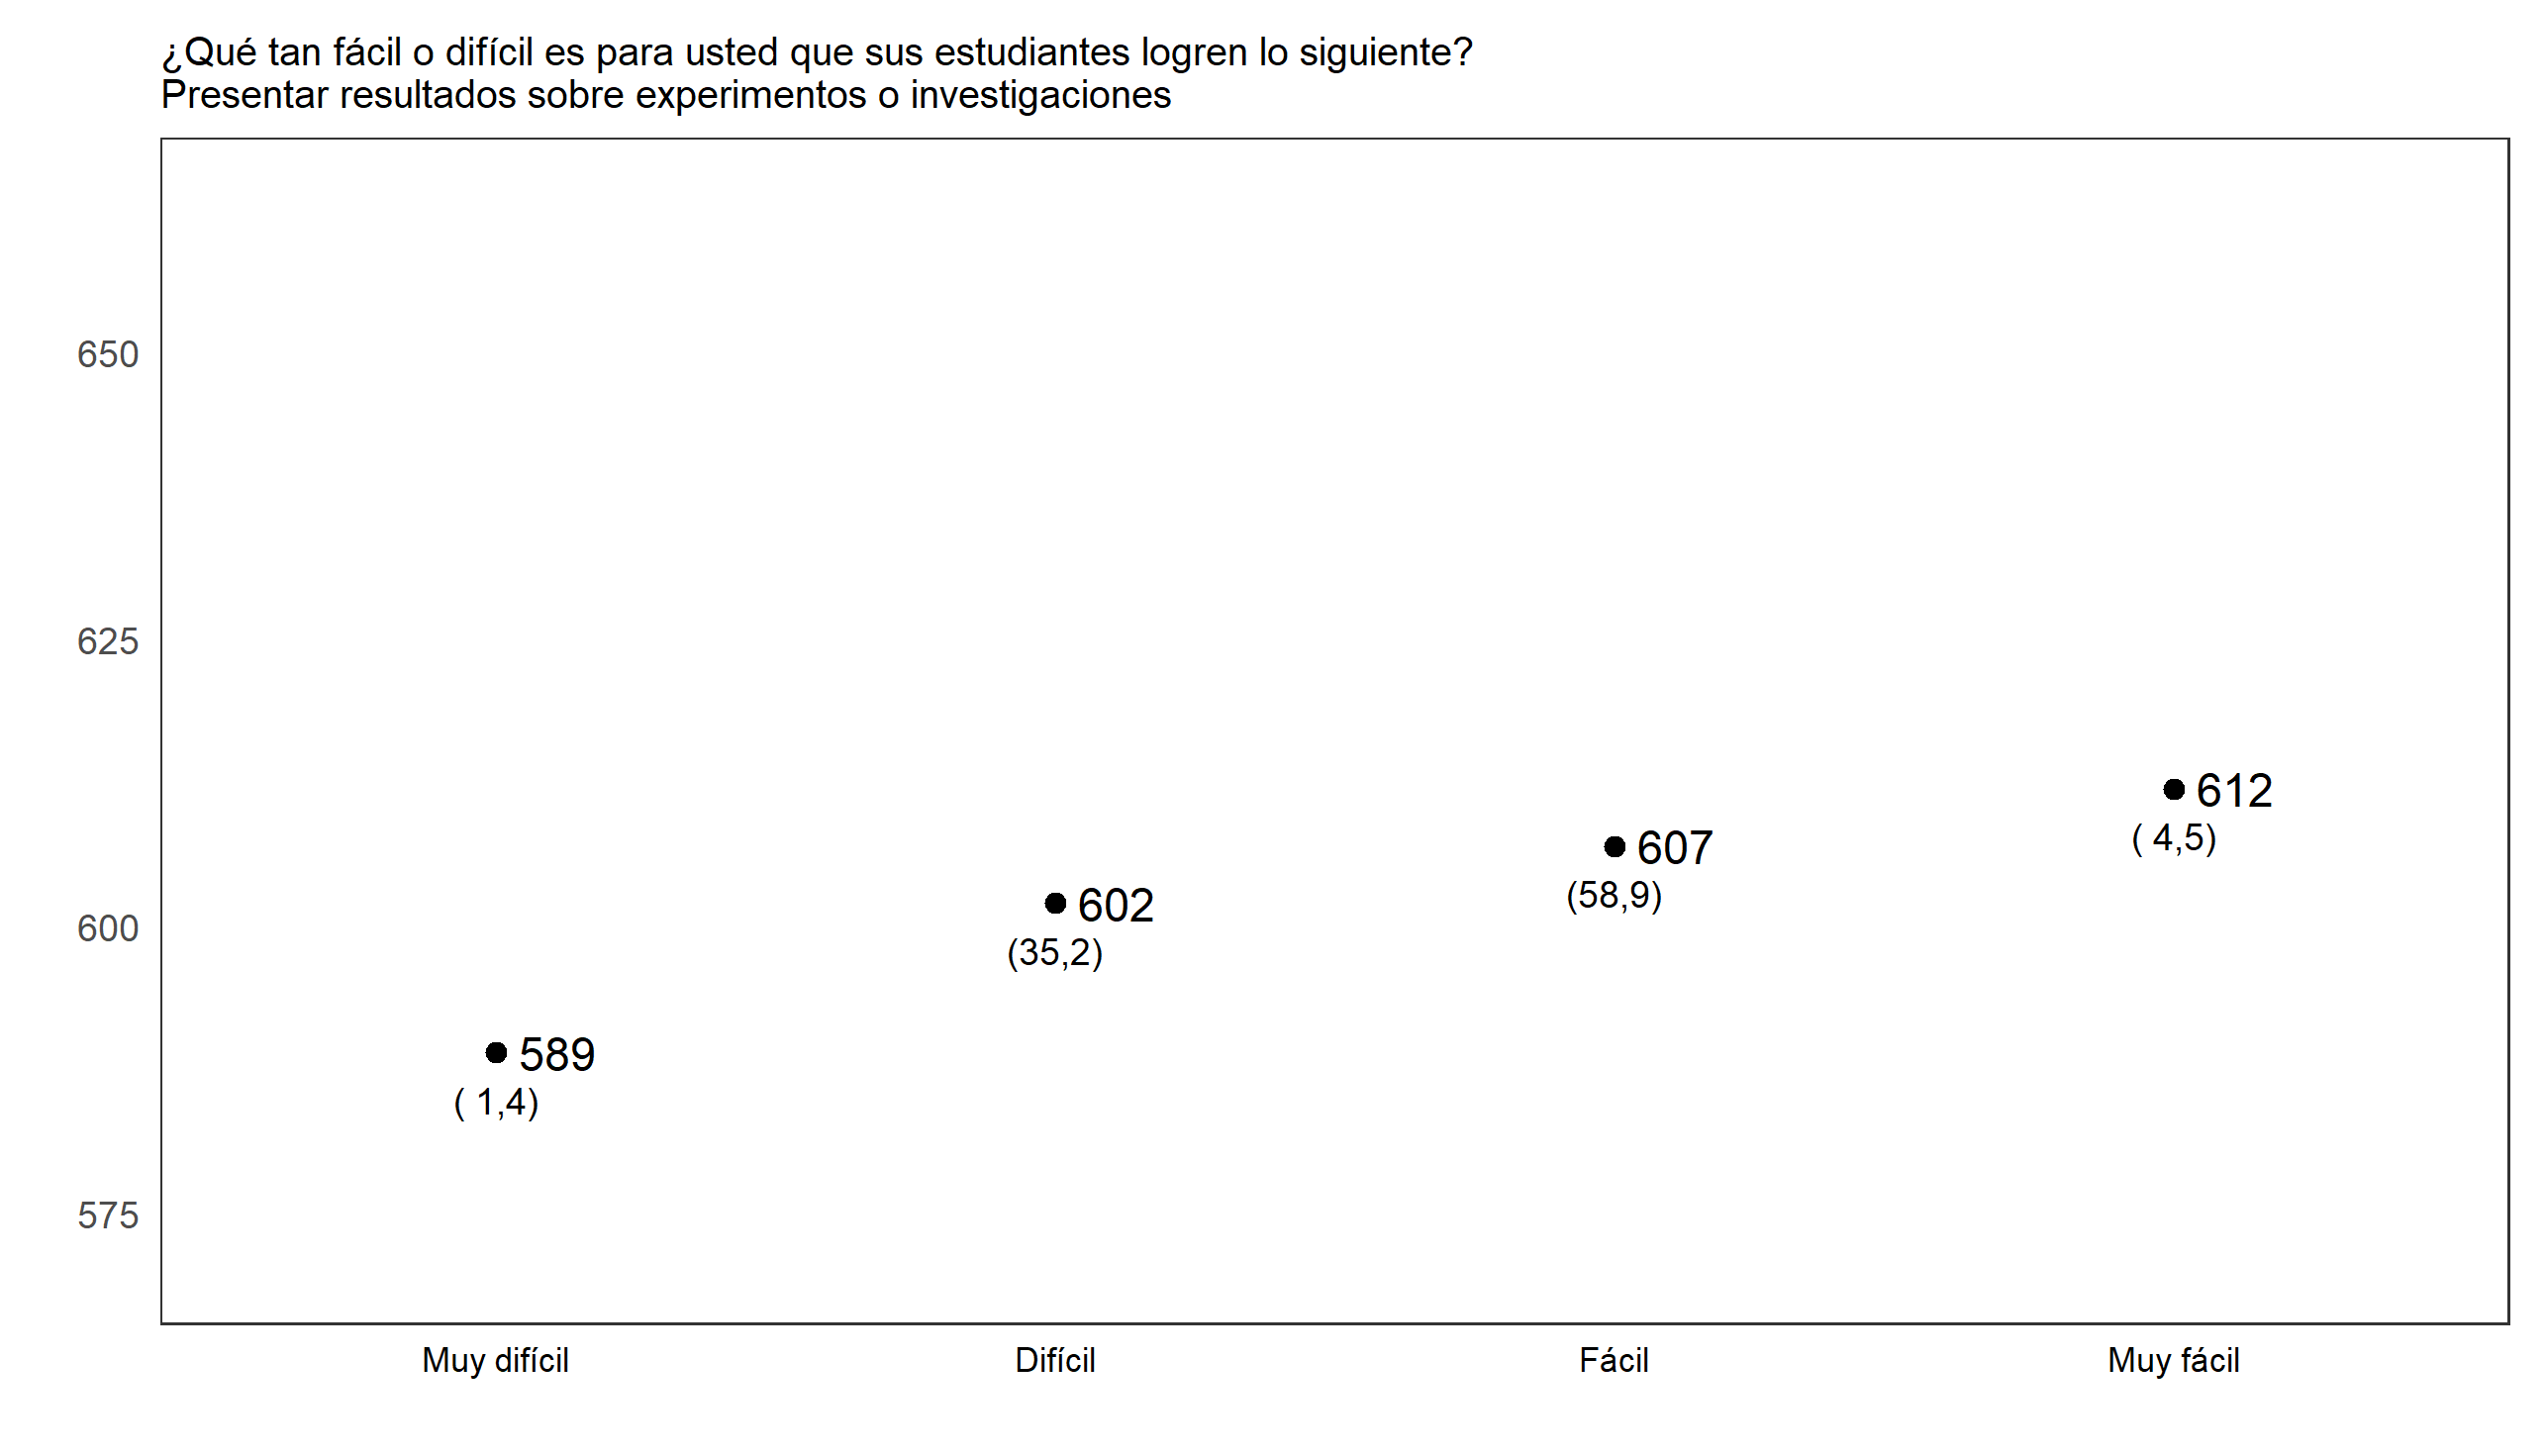 ¿Qué tan fácil o difícil es para usted que sus estudiantes logren lo siguiente?
Presentar resultados sobre experimentos o investigaciones
650
625
600
575
612
( 4,5)
607
(58,9)
602
(35,2)
589
( 1,4)
Muy difícil
Difícil
Fácil
Muy fácil